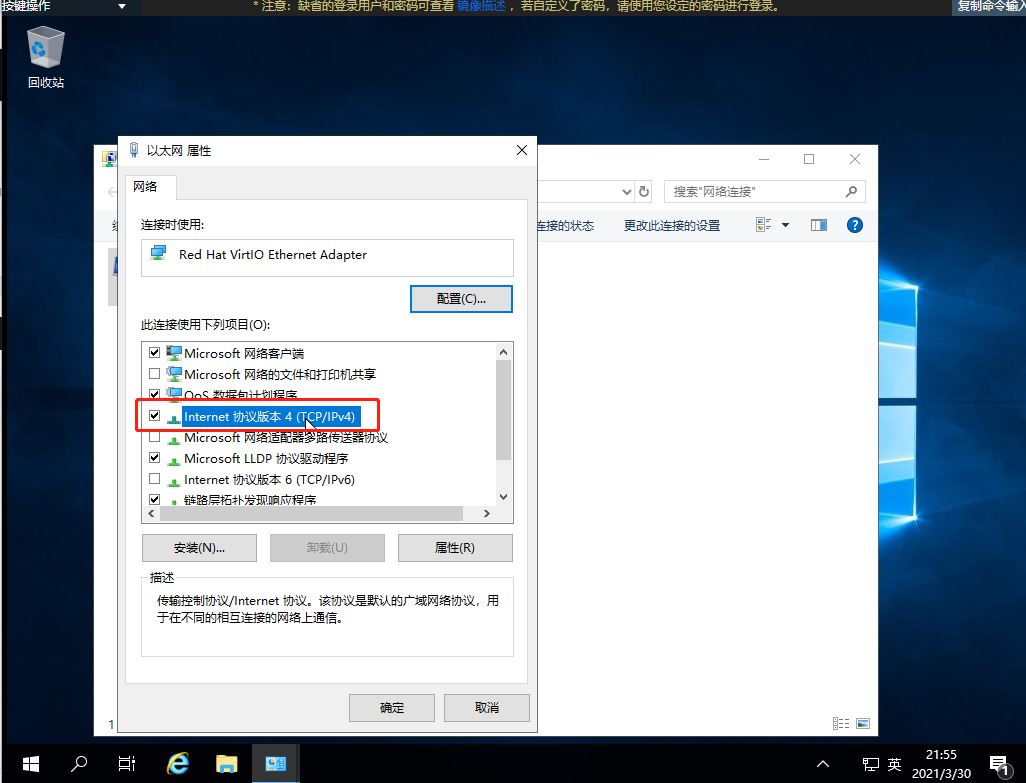 按键操作
* 注意：缺省的登录用户和密码可查看 镜像描述 ，若自定义了密码，请使用您设定的密码进行登录。
复制命令输入
回收站
以太网 属性
网络
搜索"网络连接"
连接时使用:
连接的状态
更改此连接的设置
Red Hat VirtIO Ethernet Adapter
配置(C)...
此连接使用下列项目(O):
Microsoft 网络客户端
Microsoft 网络的文件和打印机共享
QoS 数据包计划程序
Internet 协议版本 4 (TCP/IPv4)
Microsoft 网络适配器多路传送器协议
Microsoft LLDP 协议驱动程序
Internet 协议版本 6 (TCP/IPv6)
链路层拓扑发现响应程序
安装(N)...
卸载(U)
属性(R)
描述
传输控制协议/Internet 协议。该协议是默认的广域网络协议，用
于在不同的相互连接的网络上通信。
确定
取消
1
英
21:55
2021/3/30
1